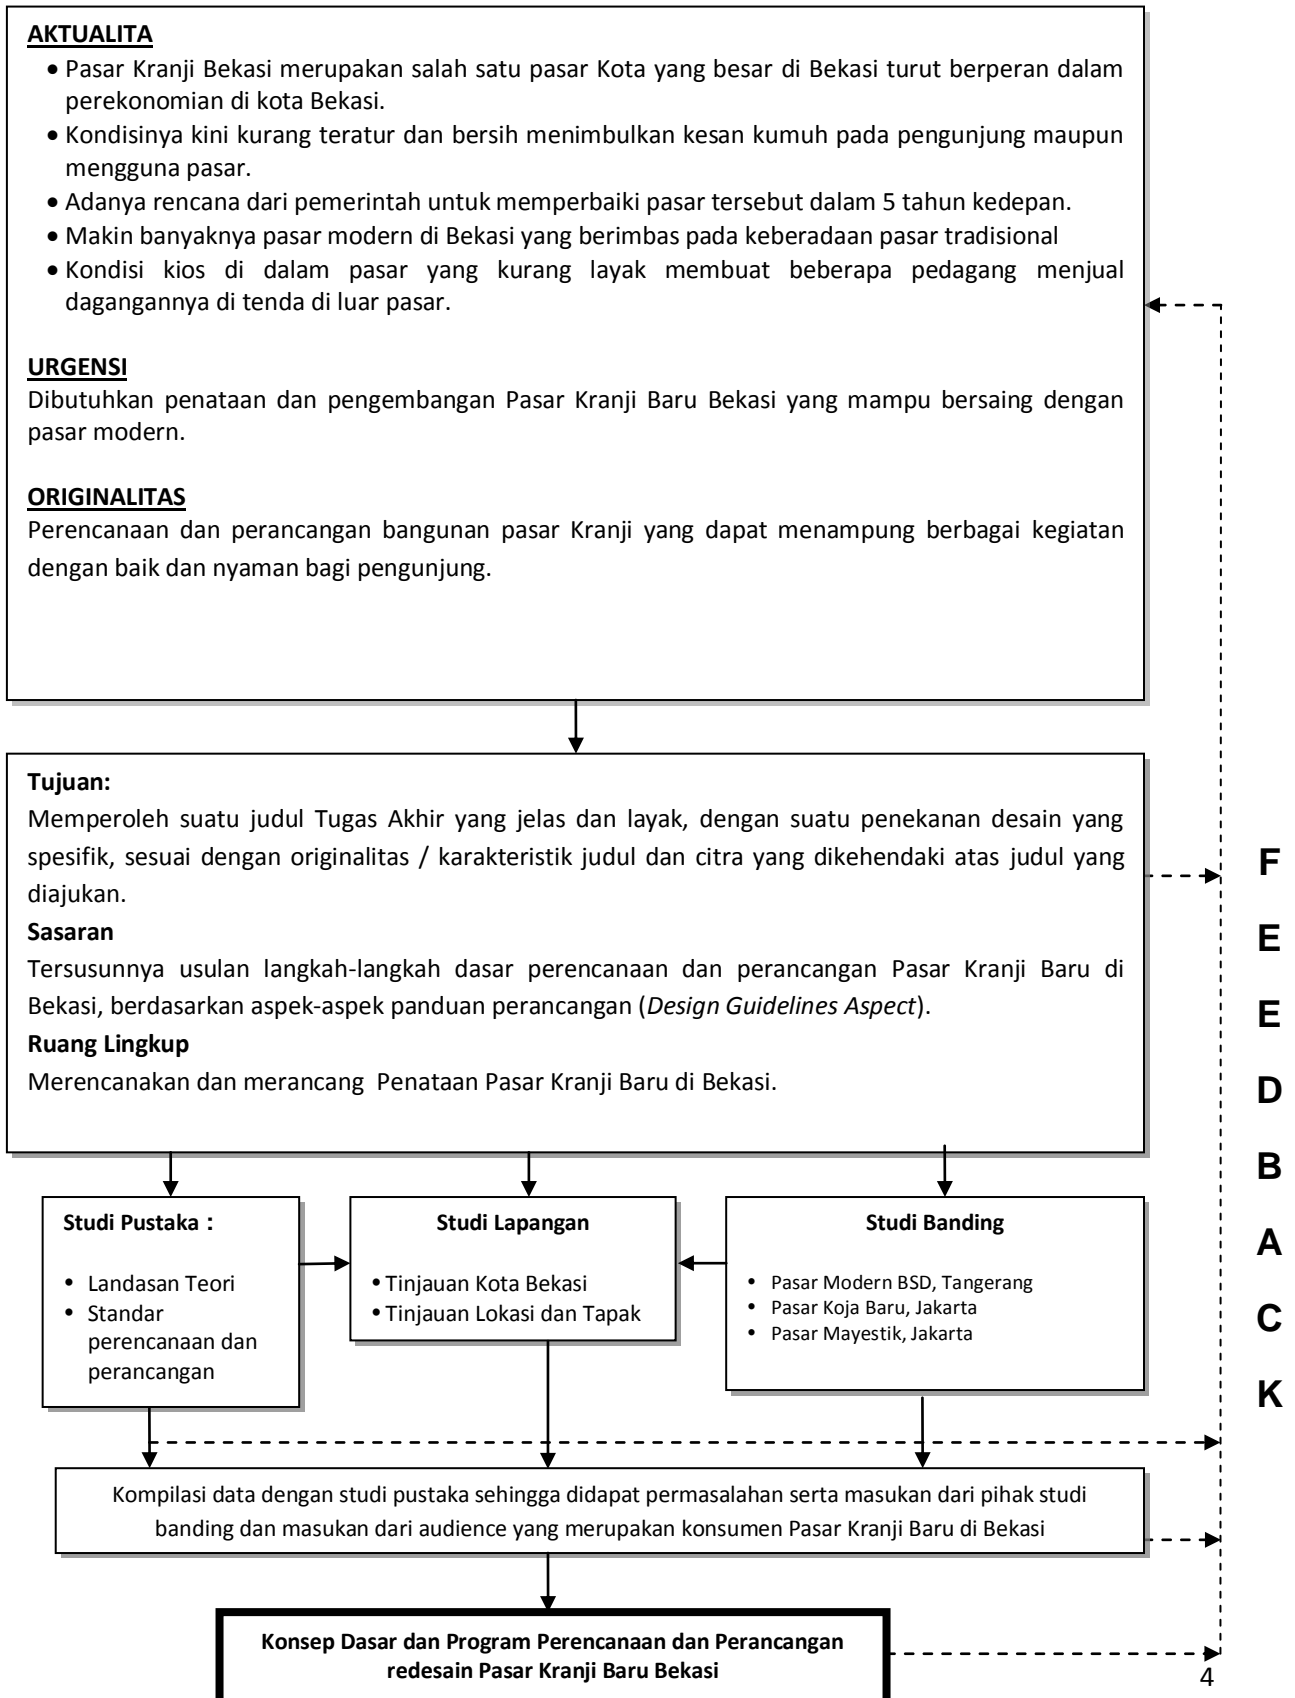 AKTUALITA
• Pasar Kranji Bekasi merupakan salah satu pasar Kota yang besar di Bekasi turut berperan dalam
perekonomian di kota Bekasi.
• Kondisinya kini kurang teratur dan bersih menimbulkan kesan kumuh pada pengunjung maupun
mengguna pasar.
• Adanya rencana dari pemerintah untuk memperbaiki pasar tersebut dalam 5 tahun kedepan.
• Makin banyaknya pasar modern di Bekasi yang berimbas pada keberadaan pasar tradisional
• Kondisi kios di dalam pasar yang kurang layak membuat beberapa pedagang menjual
dagangannya di tenda di luar pasar.
URGENSI
Dibutuhkan penataan dan pengembangan Pasar Kranji Baru Bekasi yang mampu bersaing dengan
pasar modern.
ORIGINALITAS
Perencanaan dan perancangan bangunan pasar Kranji yang dapat menampung berbagai kegiatan
dengan baik dan nyaman bagi pengunjung.
Tujuan:
Memperoleh suatu judul Tugas Akhir yang jelas dan layak, dengan suatu penekanan desain yang
spesifik, sesuai dengan originalitas / karakteristik judul dan citra yang dikehendaki atas judul yang
diajukan.
Sasaran
Tersusunnya usulan langkah-langkah dasar perencanaan dan perancangan Pasar Kranji Baru di
Bekasi, berdasarkan aspek-aspek panduan perancangan (Design Guidelines Aspect).
Ruang Lingkup
Merencanakan dan merancang Penataan Pasar Kranji Baru di Bekasi.
Studi Pustaka :
• Landasan Teori
• Standar
perencanaan dan
perancangan
Studi Lapangan
• Tinjauan Kota Bekasi
• Tinjauan Lokasi dan Tapak
Studi Banding
• Pasar Modern BSD, Tangerang
• Pasar Koja Baru, Jakarta
• Pasar Mayestik, Jakarta
Kompilasi data dengan studi pustaka sehingga didapat permasalahan serta masukan dari pihak studi
banding dan masukan dari audience yang merupakan konsumen Pasar Kranji Baru di Bekasi
Konsep Dasar dan Program Perencanaan dan Perancangan
redesain Pasar Kranji Baru Bekasi
F
E
E
D
B
A
C
K
4